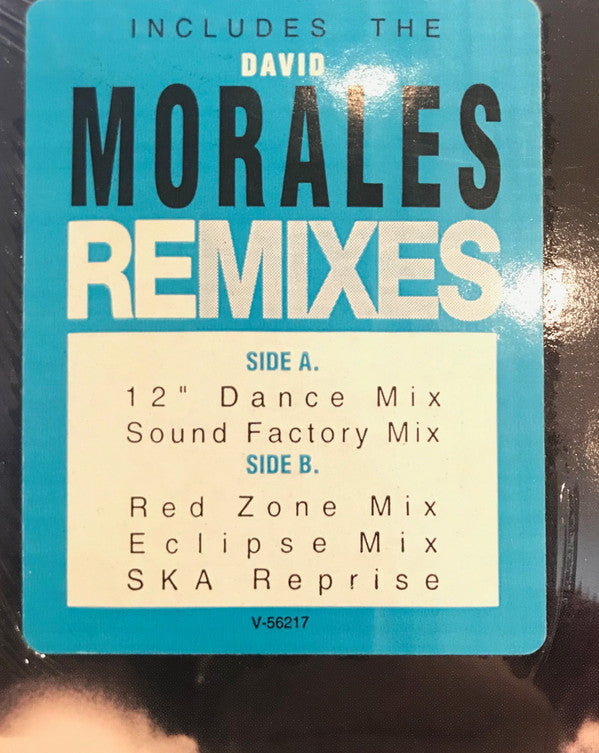 INCLUDES THE
DAVID
MORALES
REMIXES
SIDE A.
12" Dance Mix
Sound Factory Mix
SIDE B.
Red Zone Mix
Eclipse Mix
SKA Reprise
V-56217